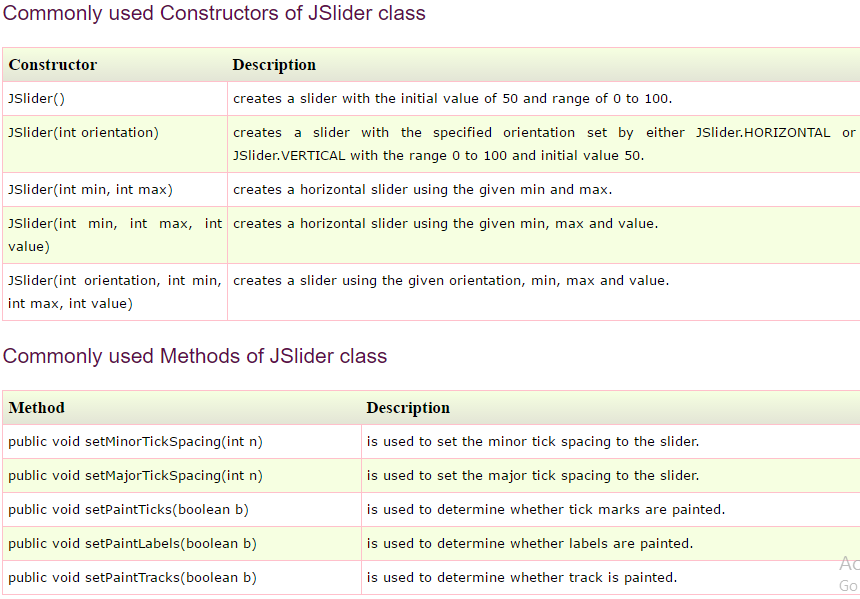 Commonly used Constructors of JSlider class
Constructor Description
JSlider() creates a slider with the initial value of 50 and range of 0 to 100.
JSlider(int orientation) creates a slider with the specified orientation set by either JSlider.HORIZONTAL or
JSlider.VERTICAL with the range 0 to 100 and initial value 50.
JSlider(int min, int max) creates a horizontal slider using the given min and max.
JSlider(int min, int max, int creates a horizontal slider using the given min, max and value.
value)
JSlider(int orientation, int min, creates a slider using the given orientation, min, max and value.
int max, int value)
Commonly used Methods of JSlider class
Method Description
public void setMinorTickSpacing(int n) is used to set the minor tick spacing to the slider.
public void setMajorTickSpacing(int n) is used to set the major tick spacing to the slider.
public void setPaintTicks(boolean b) is used to determine whether tick marks are painted.
public void setPaintLabels(boolean b) is used to determine whether labels are painted.
Ac
public void setPaintTracks(boolean b) is used to determine whether track is painted.
Go